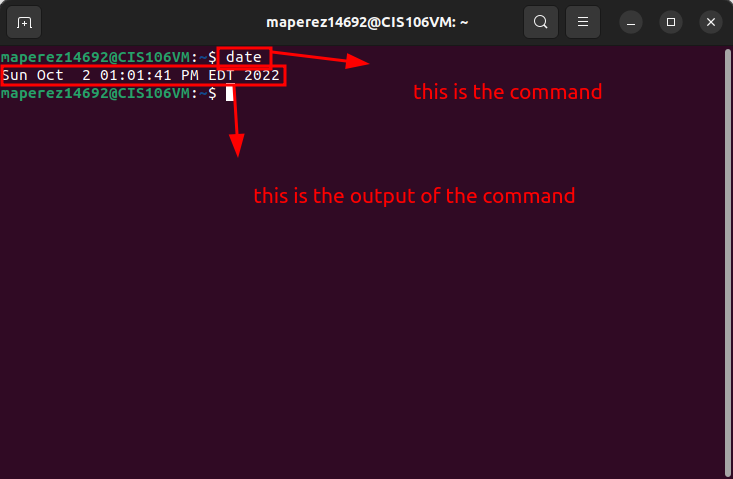 maperez14692@CIS106VM: ~
maperez14692@CIS106VM:~$ date
Sun Oct  2 01:01:41 PM EDT 2022
maperez14692@CIS106VM:~$
this is the command
this is the output of the command